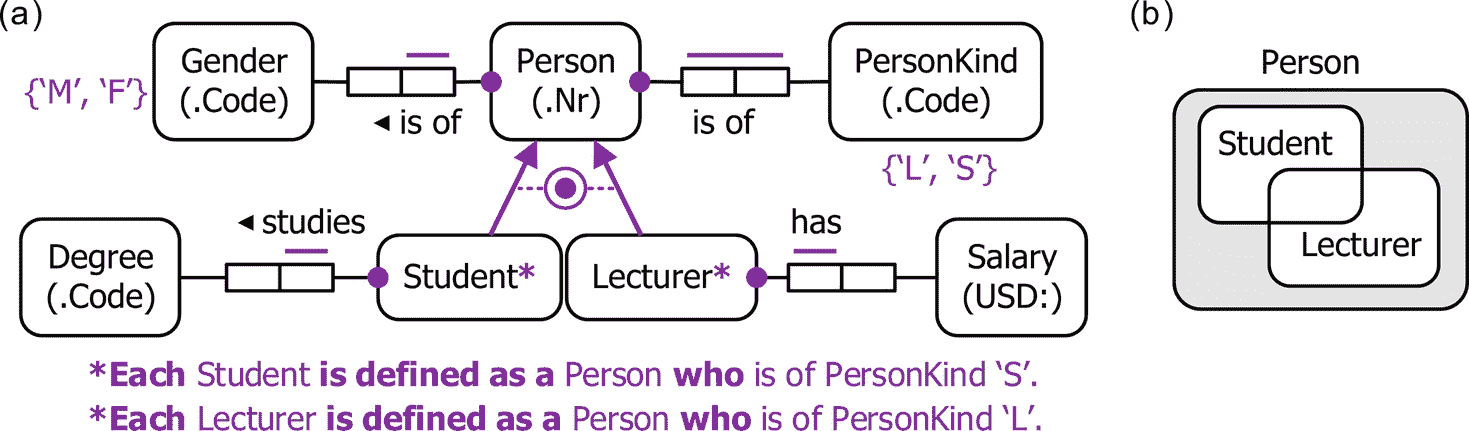 (a)
Gender
(.Code)
{‘M’, ‘F’}
◄ is of
Person
(.Nr)
is of
PersonKind
(.Code)
{‘L’, ‘S’}
Degree
(.Code)
◄ studies
Student*
Lecturer*
has
Salary
(USD:)
*Each Student is defined as a Person who is of PersonKind ‘S’.
*Each Lecturer is defined as a Person who is of PersonKind ‘L’.
(b)
Person
Student
Lecturer